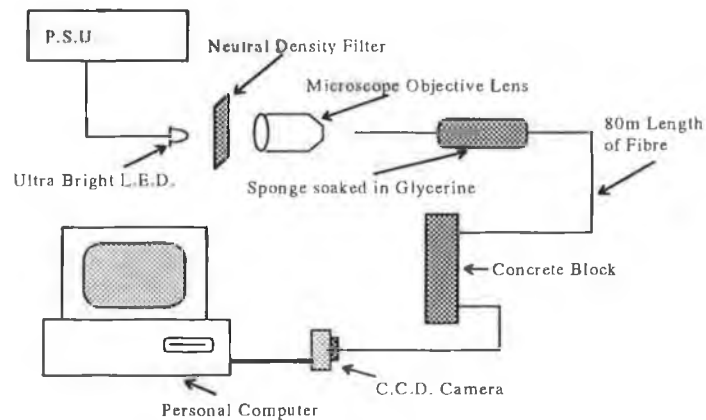 P.S.U
Neutral Density Filter
Microscope Objective Lens
80m Length
of Fibre
Ultra Bright L.E.D.
Sponge soaked in Glycerine
Concrete Block
C.C.D. Camera
Personal Computer